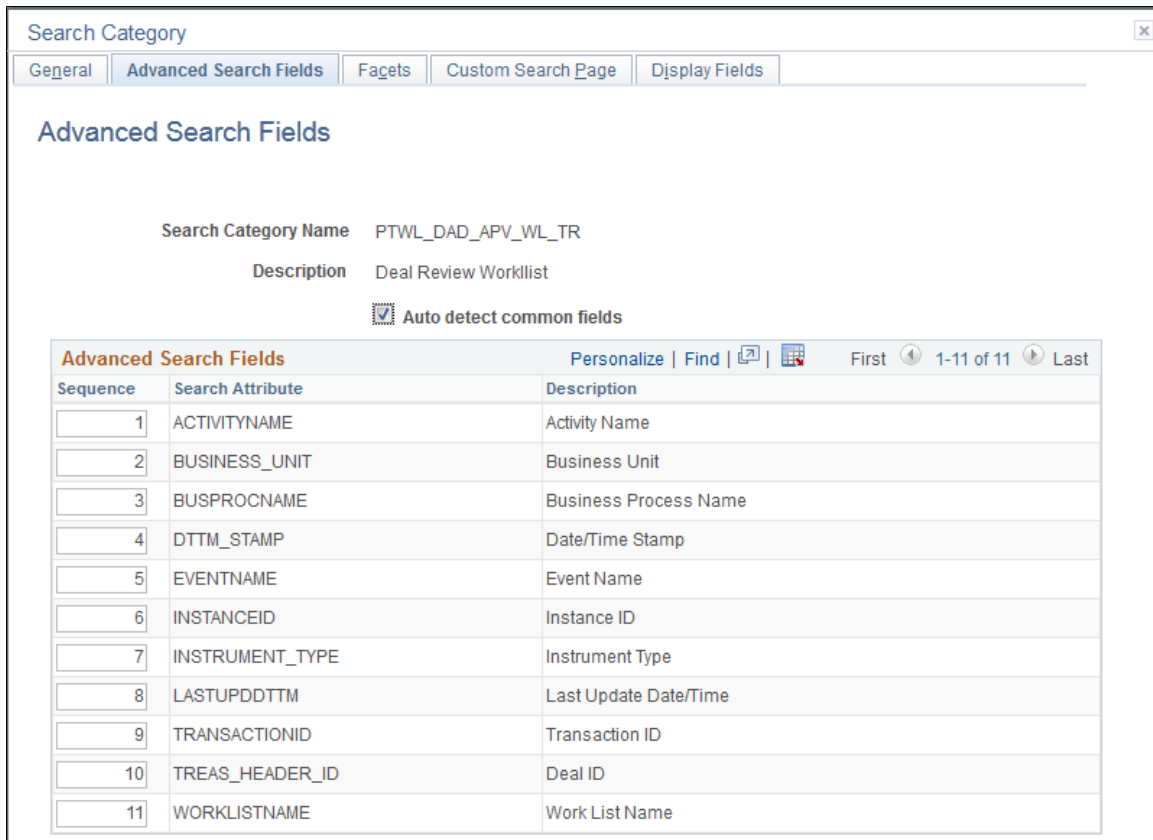 Search Category
General Advanced Search Fields Facets Custom Search Page Display Fields
Advanced Search Fields
Search Category Name PTWL_DAD_APV_WL_TR
Description Deal Review Workllist
Auto detect common fields
Advanced Search Fields Personalize | Find | | First 1-11 of 11 Last
Sequence Search Attribute Description
1 ACTIVITYNAME Activity Name
2 BUSINESS_UNIT Business Unit
3 BUSPROCNAME Business Process Name
4 DTTM_STAMP Date/Time Stamp
5 EVENTNAME Event Name
6 INSTANCEID Instance ID
7 INSTRUMENT_TYPE Instrument Type
8 LASTUPDDTTM Last Update Date/Time
9 TRANSACTIONID Transaction ID
10 TREAS_HEADER_ID Deal ID
11 WORKLISTNAME Work List Name